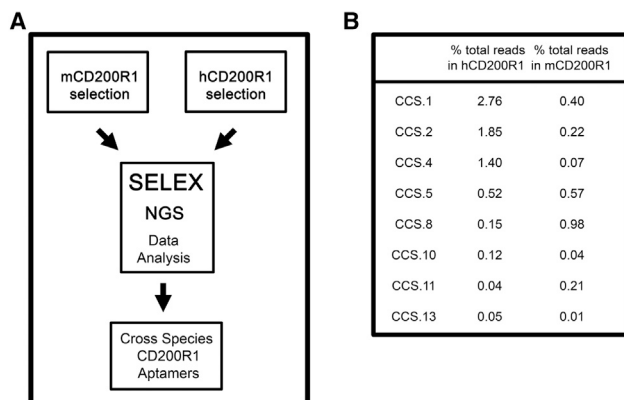 A
mCD200R1
selection
hCD200R1
selection
SELEX
NGS
Data
Analysis
Cross Species
CD200R1
Aptamers
B
% total reads
in hCD200R1
% total reads
in mCD200R1
CCS.1 2.76 0.40
CCS.2 1.85 0.22
CCS.4 1.40 0.07
CCS.5 0.52 0.57
CCS.8 0.15 0.98
CCS.10 0.12 0.04
CCS.11 0.04 0.21
CCS.13 0.05 0.01